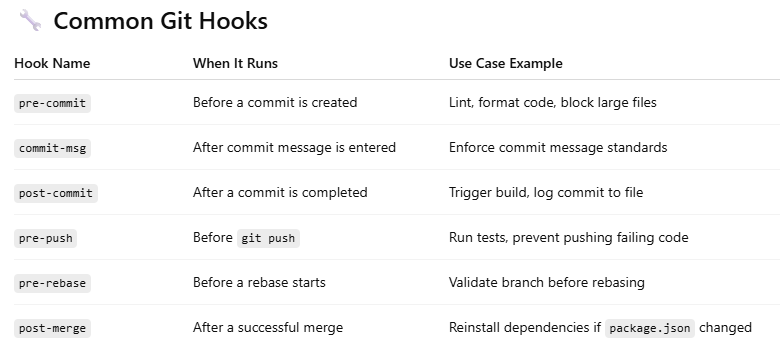 Common Git Hooks
Hook Name When It Runs Use Case Example
pre-commit Before a commit is created Lint, format code, block large files
commit-msg After commit message is entered Enforce commit message standards
post-commit After a commit is completed Trigger build, log commit to file
pre-push Before git push Run tests, prevent pushing failing code
pre-rebase Before a rebase starts Validate branch before rebasing
post-merge After a successful merge Reinstall dependencies if package.json changed